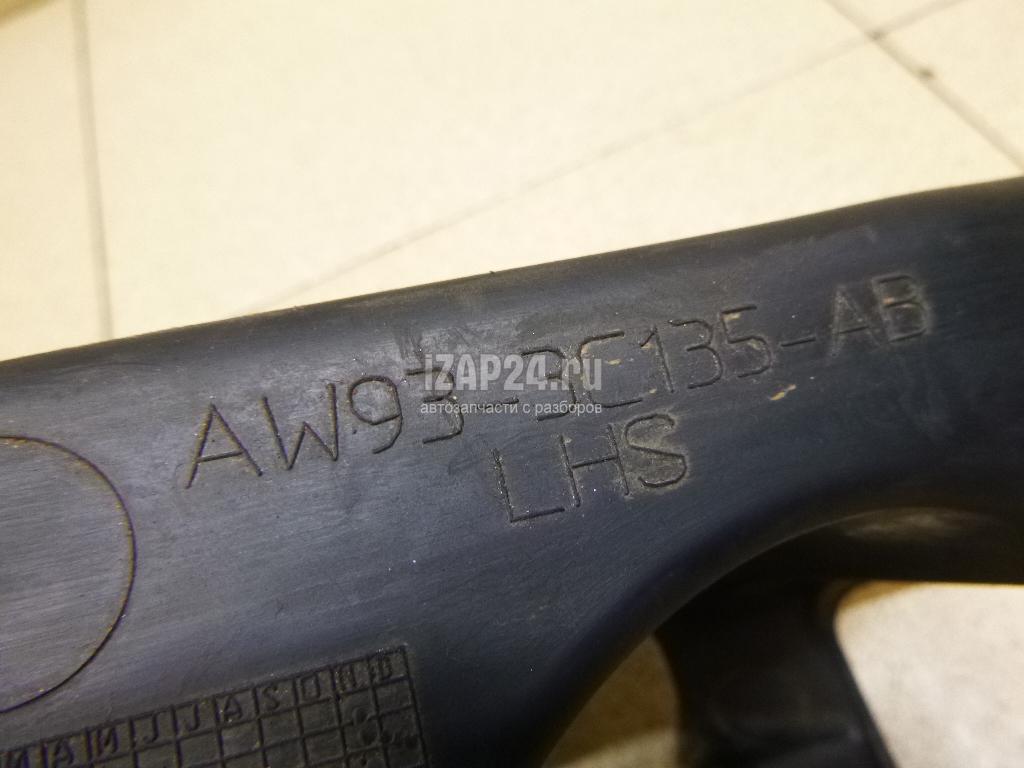 AW93-3C135-AB
LHS
iZAP24.ru
автозапчасти с разборов